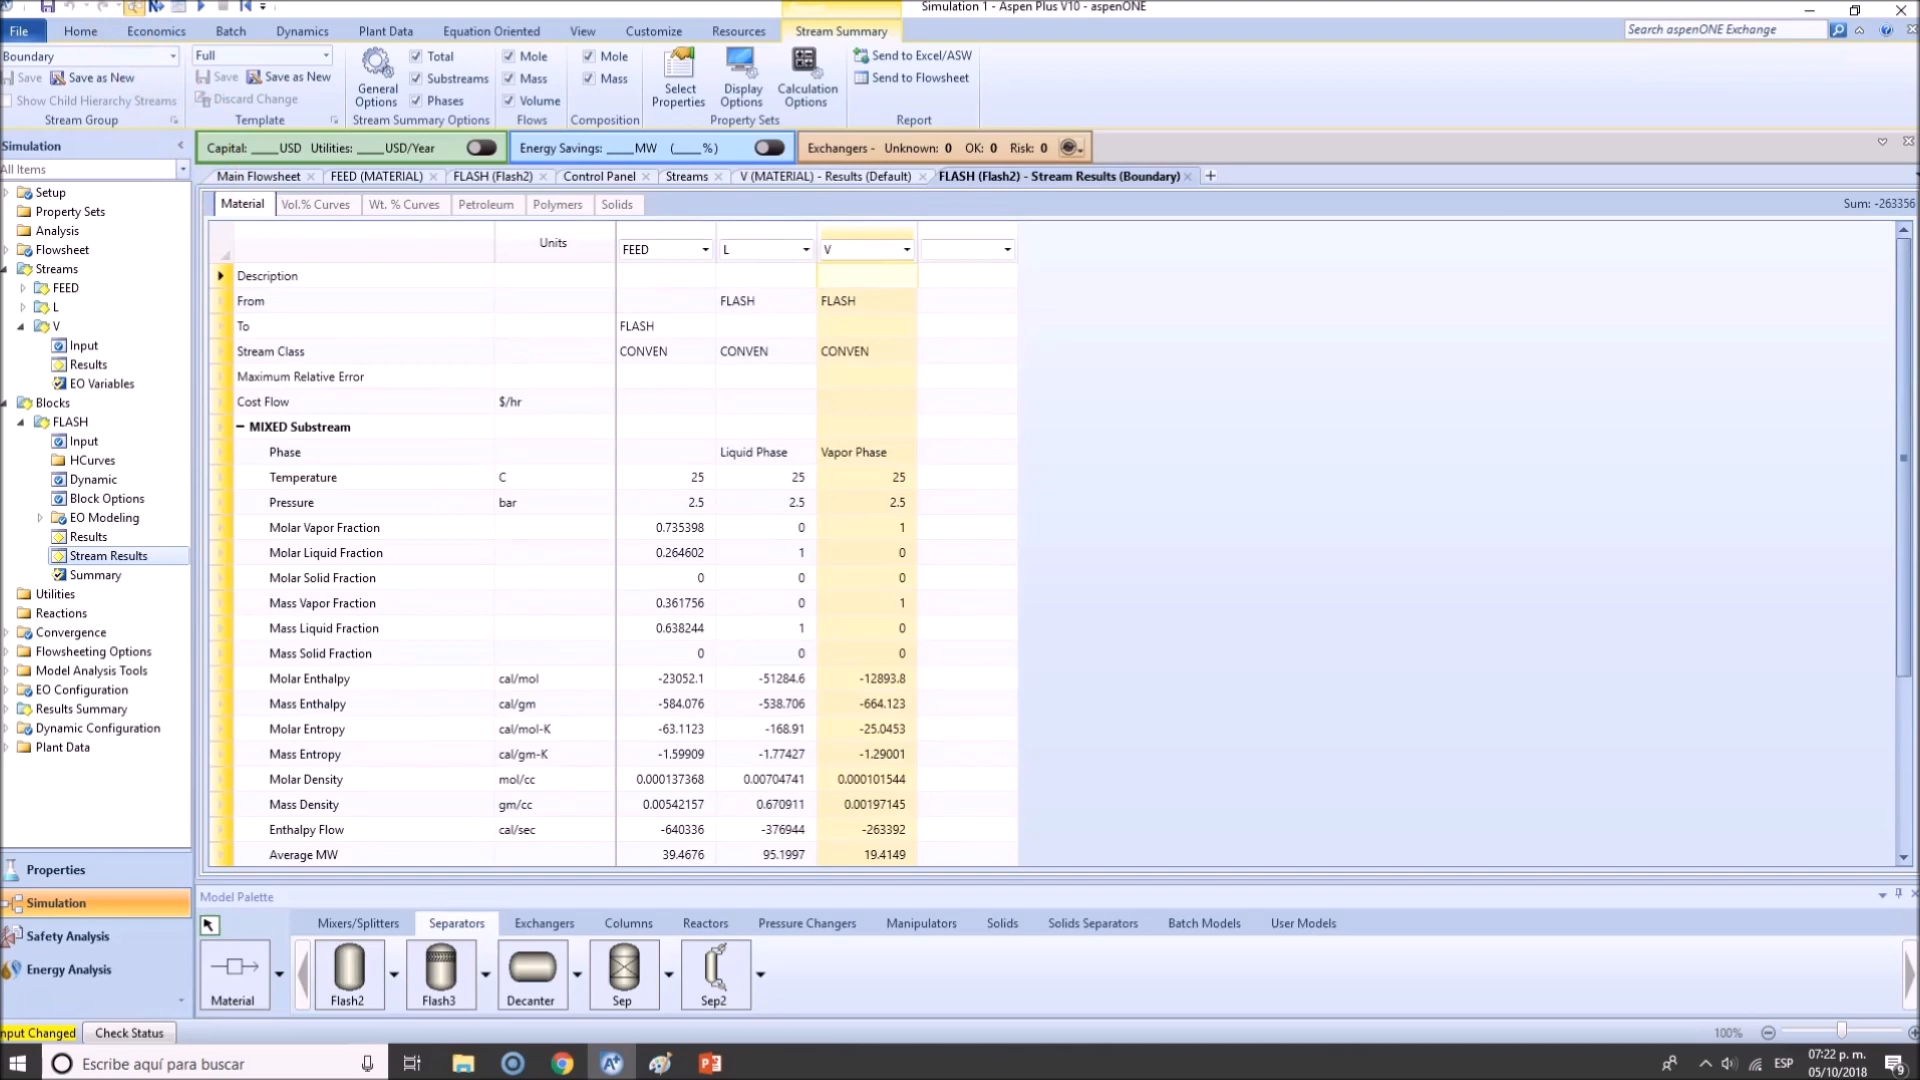 Simulation 1 - Aspen Plus V10 - aspenONE
File Home Economics Batch Dynamics Plant Data Equation Oriented View Customize Resources Stream Summary Search aspenONE Exchange
Boundary Full Total Mole Mole Send to Excel/ASW
Save Save as New Save Save as New General Options Substreams Mass Mass Select Properties Display Options Calculation Options Send to Flowsheet
Show Child Hierarchy Streams Discard Change Phases Volume
Stream Group Template Stream Summary Options Flows Composition Property Sets Report
Simulation Capital: ____USD Utilities: ____USD/Year Energy Savings: ____MW (____%) Exchangers - Unknown: 0 OK: 0 Risk: 0
All Items Main Flowsheet FEED (MATERIAL) FLASH (Flash2) Control Panel Streams V (MATERIAL) - Results (Default) FLASH (Flash2) - Stream Results (Boundary) +
Material Vol.% Curves Wt. % Curves Petroleum Polymers Solids Sum: -263356
Setup
Property Sets
Analysis
Flowsheet
Streams
FEED
L
V
Input
Results
EO Variables
Blocks
FLASH
Input
HCurves
Dynamic
Block Options
EO Modeling
Results
Stream Results
Summary
Utilities
Reactions
Convergence
Flowsheeting Options
Model Analysis Tools
EO Configuration
Results Summary
Dynamic Configuration
Plant Data
Properties
Simulation
Safety Analysis
Energy Analysis
Units FEED L V
Description
From FLASH FLASH
To FLASH
Stream Class CONVEN CONVEN CONVEN
Maximum Relative Error
Cost Flow $/hr
MIXED Substream
Phase Liquid Phase Vapor Phase
Temperature C 25 25 25
Pressure bar 2.5 2.5 2.5
Molar Vapor Fraction 0.735398 0 1
Molar Liquid Fraction 0.264602 1 0
Molar Solid Fraction 0 0 0
Mass Vapor Fraction 0.361756 0 1
Mass Liquid Fraction 0.638244 1 0
Mass Solid Fraction 0 0 0
Molar Enthalpy cal/mol -23052.1 -51284.6 -12893.8
Mass Enthalpy cal/gm -584.076 -538.706 -664.123
Molar Entropy cal/mol-K -63.1123 -168.91 -25.0453
Mass Entropy cal/gm-K -1.59909 -1.77427 -1.29001
Molar Density mol/cc 0.000137368 0.00704741 0.000101544
Mass Density gm/cc 0.00542157 0.670911 0.00197145
Enthalpy Flow cal/sec -640336 -376944 -263392
Average MW 39.4676 95.1997 19.4149
Model Palette
Mixers/Splitters Separators Exchangers Columns Reactors Pressure Changers Manipulators Solids Solids Separators Batch Models User Models
Material Flash2 Flash3 Decanter Sep Sep2
nput Changed Check Status 100%
Escribe aquí para buscar ESP 07:22 p. m.
05/10/2018
9